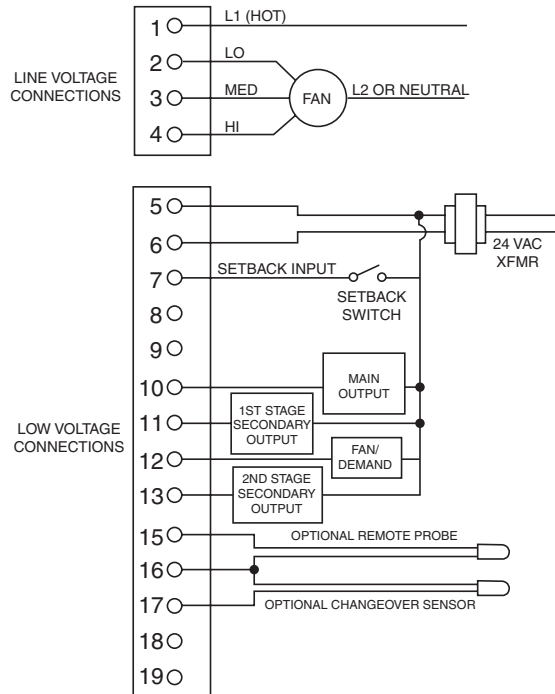 1
L1 (HOT)
2
LO
LINE VOLTAGE
CONNECTIONS
3
MED
FAN
L2 OR NEUTRAL
4
HI
5
6
24 VAC
XFMR
7
SETBACK INPUT
SETBACK
SWITCH
8
9
10
MAIN
OUTPUT
11
1ST STAGE
SECONDARY
OUTPUT
LOW VOLTAGE
CONNECTIONS
12
FAN/
DEMAND
13
2ND STAGE
SECONDARY
OUTPUT
15
OPTIONAL REMOTE PROBE
16
17
OPTIONAL CHANGEOVER SENSOR
18
19